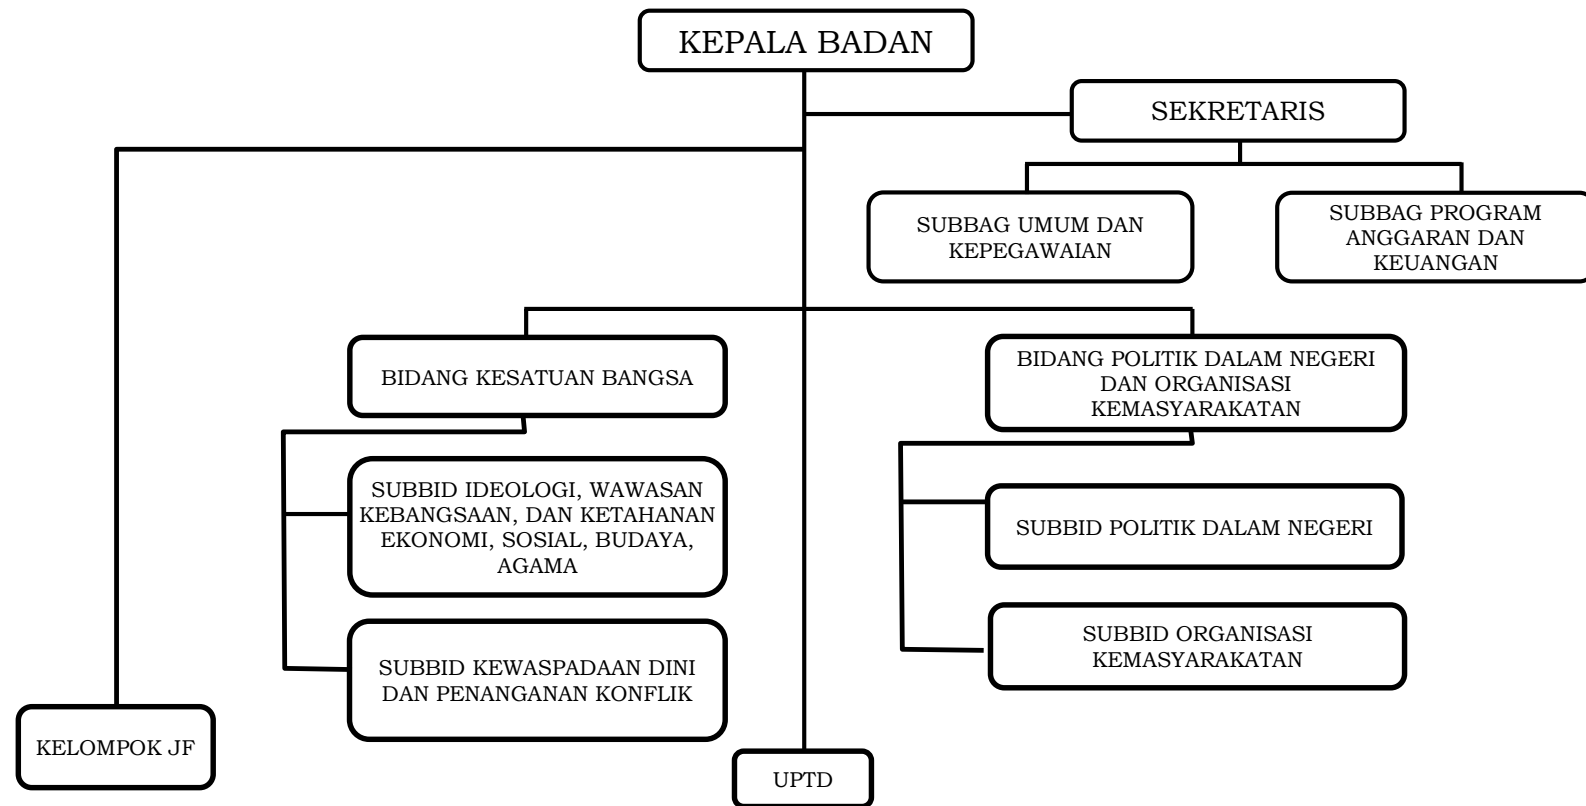 KEPALA BADAN
SEKRETARIS
SUBBAG UMUM DAN
KEPEGAWAIAN
SUBBAG PROGRAM
ANGGARAN DAN
KEUANGAN
BIDANG KESATUAN BANGSA
BIDANG POLITIK DALAM NEGERI
DAN ORGANISASI
KEMASYARAKATAN
SUBBID IDEOLOGI, WAWASAN
KEBANGSAAN, DAN KETAHANAN
EKONOMI, SOSIAL, BUDAYA,
AGAMA
SUBBID POLITIK DALAM NEGERI
SUBBID KEWASPADAAN DINI
DAN PENANGANAN KONFLIK
SUBBID ORGANISASI
KEMASYARAKATAN
KELOMPOK JF
UPTD